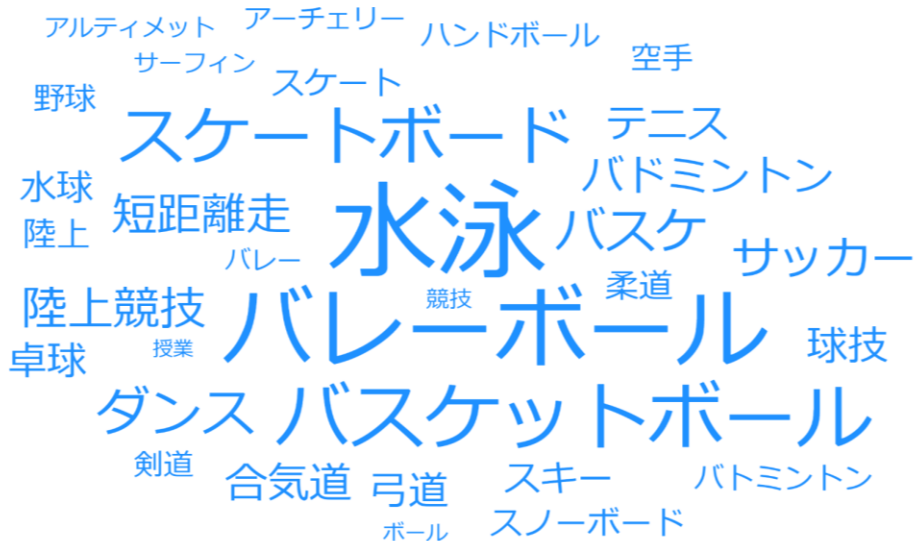 アルティメット
アーチェリー
ハンドボール
サーフィン
空手
野球
スケート
スケートボード
テニス
水球
バドミントン
短距離走
水泳
バスケ
陸上
サッカー
バレー
柔道
陸上競技
競技
バレーボール
球技
卓球
授業
ダンス
バスケットボール
剣道
合気道
弓道
スキー
バトミントン
ボール
スノーボード